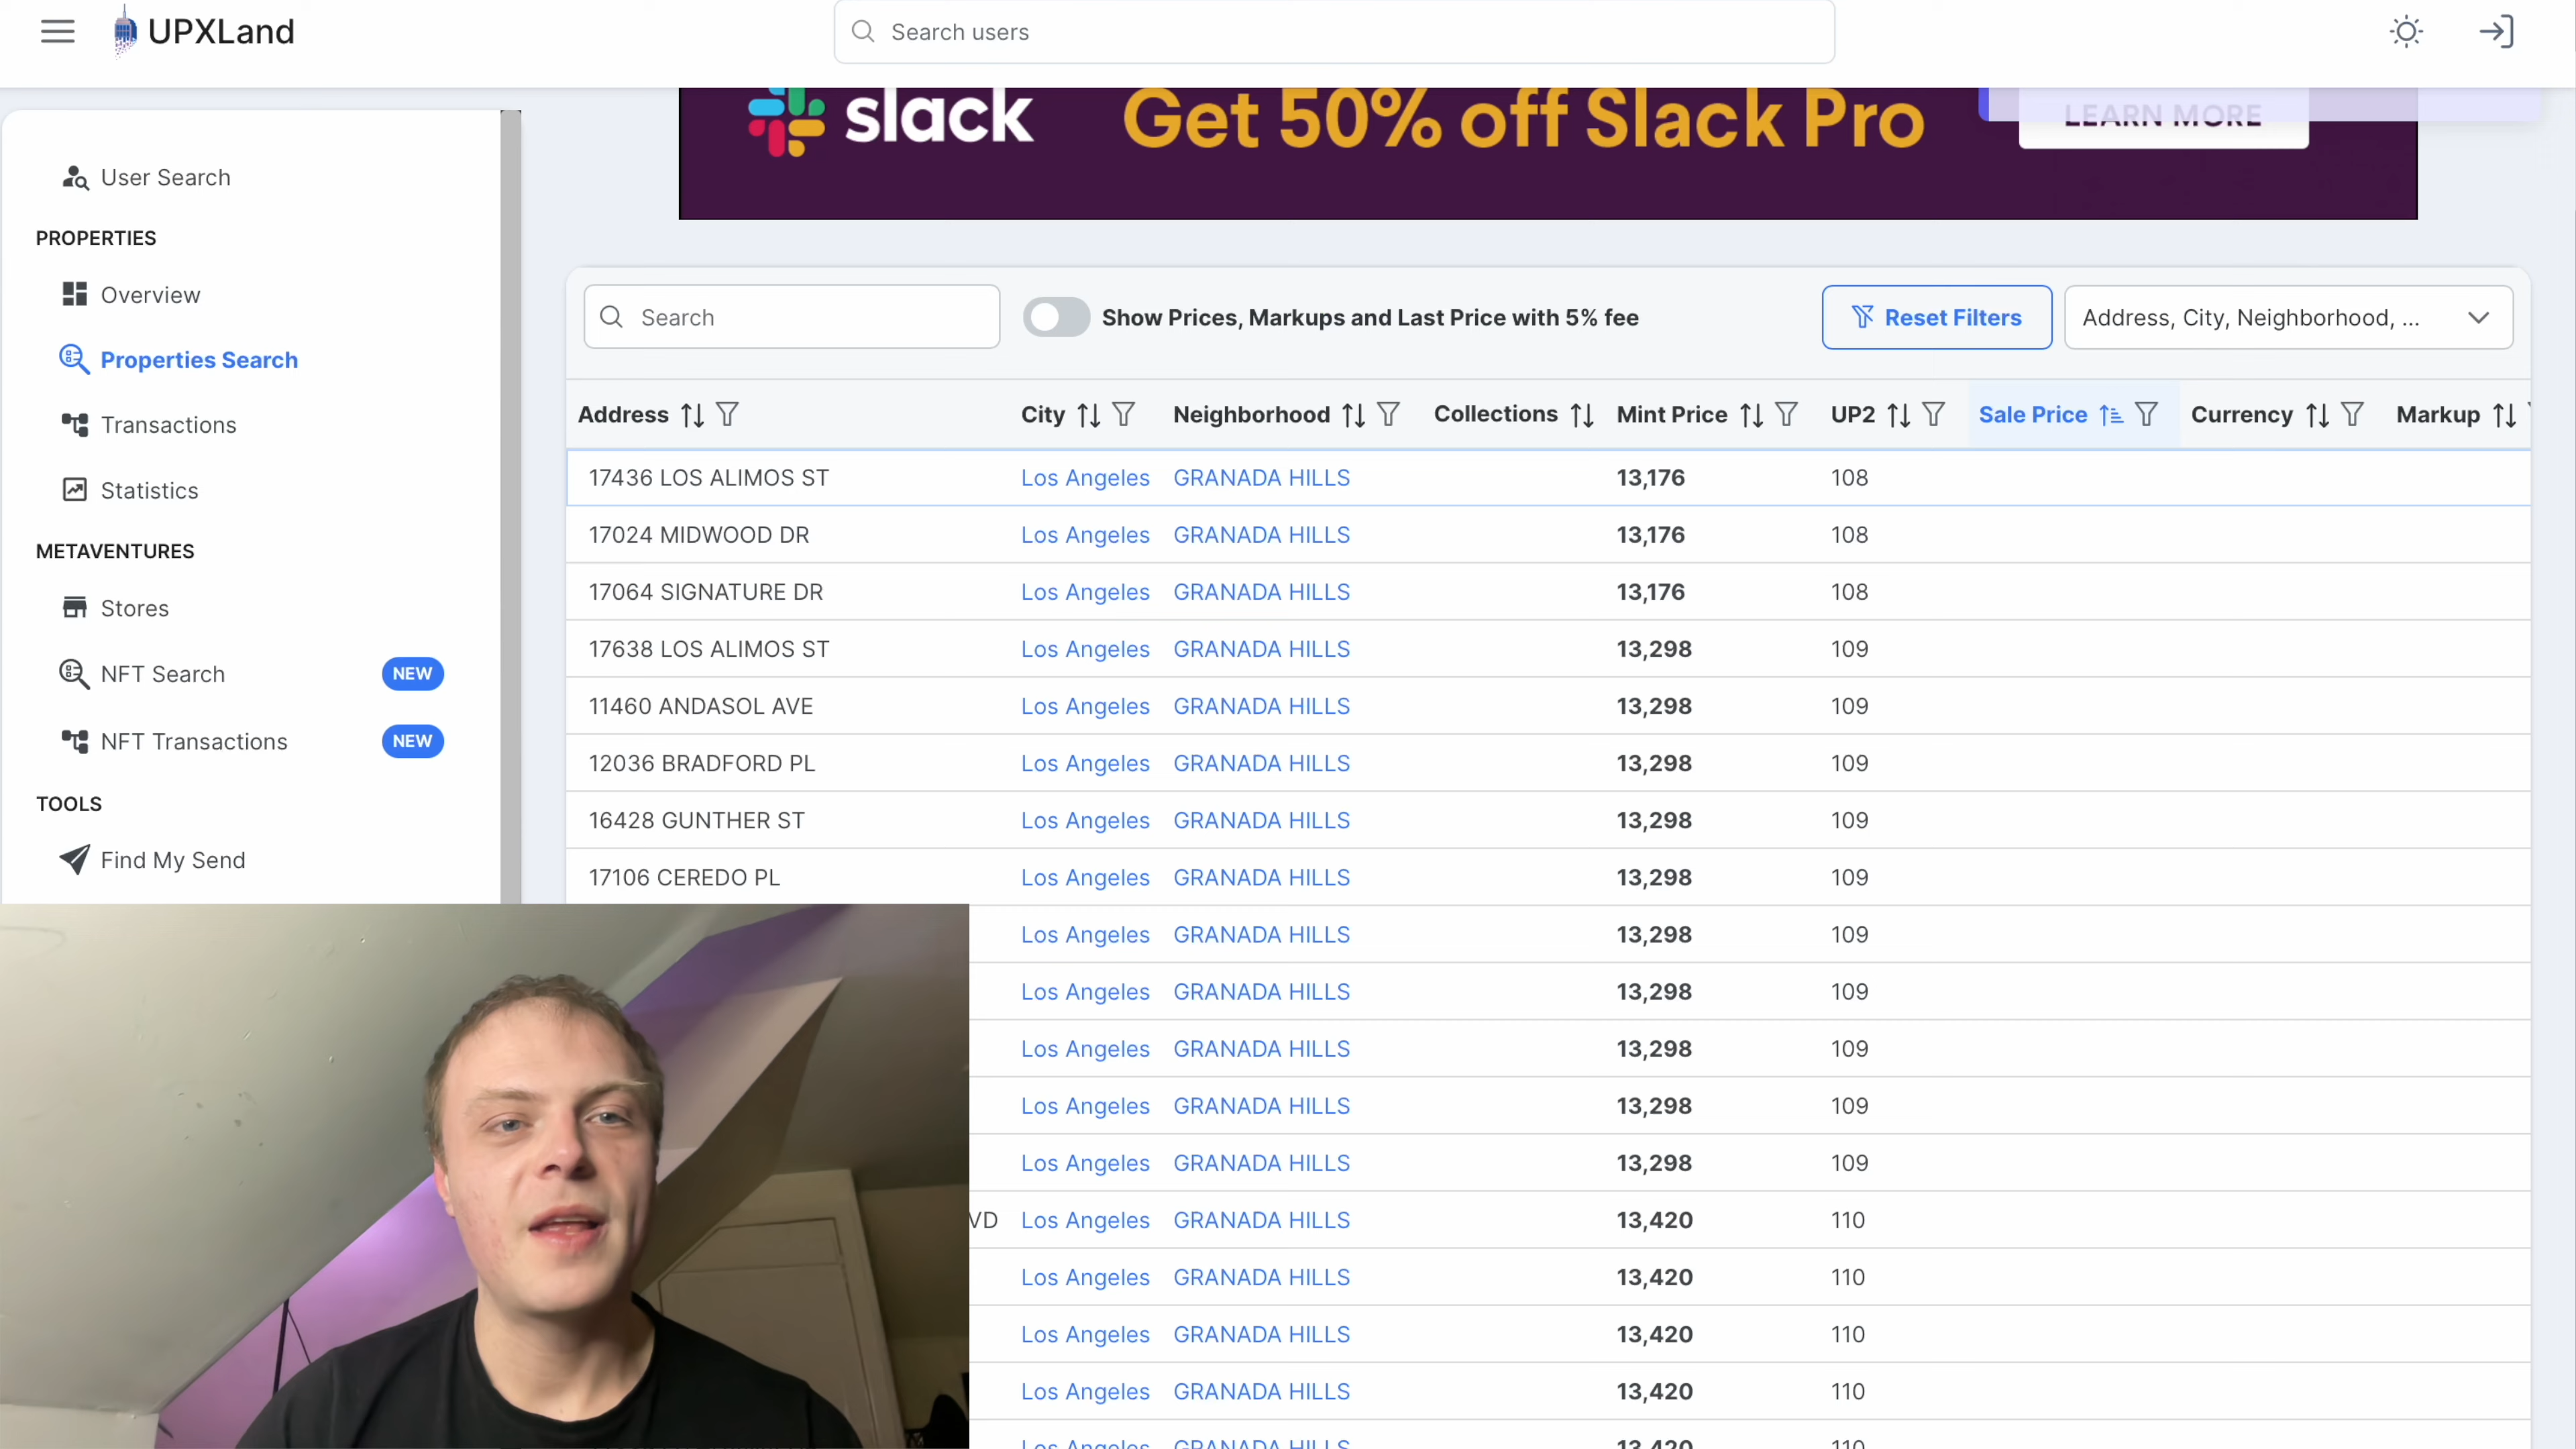 UPXLand
Search users
slack Get 50% off Slack Pro LEARN MORE
User Search
PROPERTIES
Overview
Properties Search
Transactions
Statistics
METAVENTURES
Stores
NFT Search NEW
NFT Transactions NEW
TOOLS
Find My Send
Search Show Prices, Markups and Last Price with 5% fee Reset Filters Address, City, Neighborhood, ...
Address City Neighborhood Collections Mint Price UP2 Sale Price Currency Markup
17436 LOS ALIMOS ST Los Angeles GRANADA HILLS 13,176 108
17024 MIDWOOD DR Los Angeles GRANADA HILLS 13,176 108
17064 SIGNATURE DR Los Angeles GRANADA HILLS 13,176 108
17638 LOS ALIMOS ST Los Angeles GRANADA HILLS 13,298 109
11460 ANDASOL AVE Los Angeles GRANADA HILLS 13,298 109
12036 BRADFORD PL Los Angeles GRANADA HILLS 13,298 109
16428 GUNTHER ST Los Angeles GRANADA HILLS 13,298 109
17106 CEREDO PL Los Angeles GRANADA HILLS 13,298 109
Los Angeles GRANADA HILLS 13,298 109
Los Angeles GRANADA HILLS 13,298 109
Los Angeles GRANADA HILLS 13,298 109
Los Angeles GRANADA HILLS 13,298 109
Los Angeles GRANADA HILLS 13,298 109
VD Los Angeles GRANADA HILLS 13,420 110
Los Angeles GRANADA HILLS 13,420 110
Los Angeles GRANADA HILLS 13,420 110
Los Angeles GRANADA HILLS 13,420 110
Los Angeles GRANADA HILLS 13,420 110